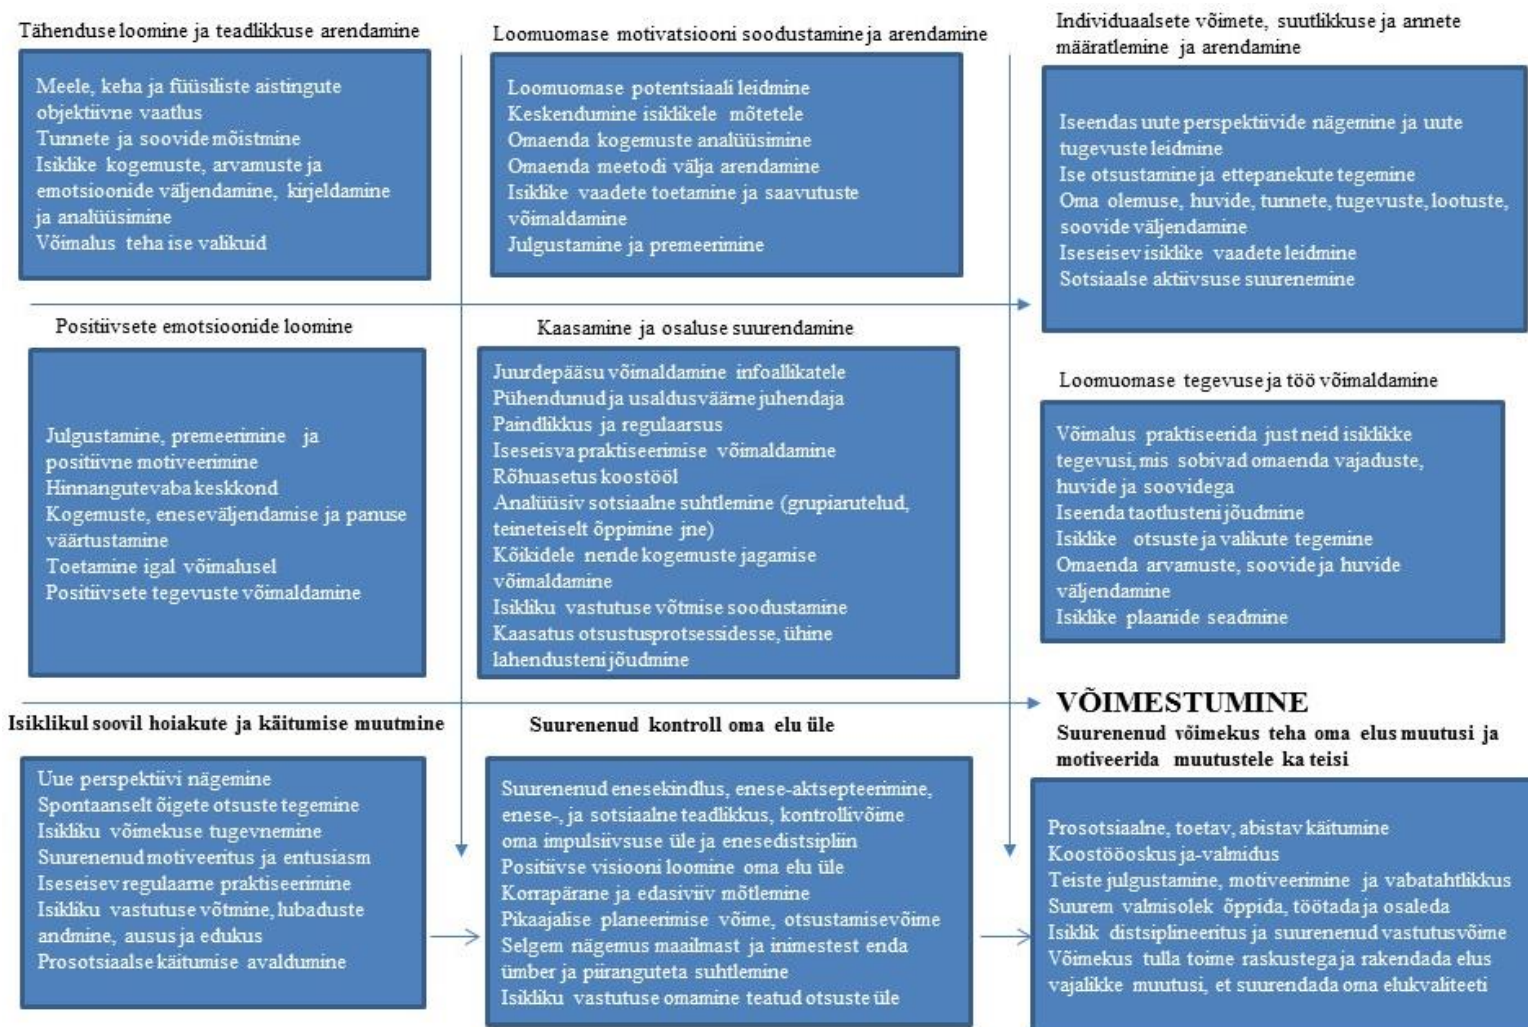 Tähenduse loomine ja teadlikkuse arendamine
Meele, keha ja füüsiliste aistingute
objektiivne vaatlus
Tunnete ja soovide mõistmine
Isiklike kogemuste, arvamuste ja
emotsioonide väljendamine, kirjeldamine
ja analüüsimine
Võimalus teha ise valikuid
Loomuomase motivatsiooni soodustamine ja arendamine
Loomuomase potentsiaali leidmine
Keskendumine isiklikele mõtetele
Omaenda kogemuste analüüsimine
Omaenda meetodi välja arendamine
Isiklike vaadete toetamine ja saavutuste
võimaldamine
Julgustamine ja premeerimine
Individuaalsete võimete, suutlikkuse ja annete
määratlemine ja arendamine
Iseendas uute perspektiivide nägemine ja uute
tugevuste leidmine
Ise otsustamine ja ettepanekute tegemine
Oma olemuse, huvide, tunnete, tugevuste, lootuste,
soovide väljendamine
Iseseisev isiklike vaadete leidmine
Sotsiaalse aktiivsuse suurenemine
Positiivsete emotsioonide loomine
Julgustamine, premeerimine ja
positiivne motiveerimine
Hinnangutevaba keskkond
Kogemuste, eneseväljendamise ja panuse
väärtustamine
Toetamine igal võimalusel
Positiivsete tegevuste võimaldamine
Kaasamine ja osaluse suurendamine
Juurdepääsu võimaldamine infoallikatele
Pühendunud ja usaldusväärne juhendaja
Paindlikkus ja regulaarsus
Iseseisva praktiseerimise võimaldamine
Rõhuasetus koostööl
Analüüsiv sotsiaalne suhtlemine (grupiarutelud,
teineteiselt õppimine jne)
Kõikidele nende kogemuste jagamise
võimaldamine
Isikliku vastutuse võtmise soodustamine
Kaasatus otsustusprotsessidesse, ühine
lahendusteni jõudmine
Loomuomase tegevuse ja töö võimaldamine
Võimalus praktiseerida just neid isiklikke
tegevusi, mis sobivad omaenda vajaduste,
huvide ja soovidega
Iseenda taotlusteni jõudmine
Isiklike otsuste ja valikute tegemine
Omaenda arvamuste, soovide ja huvide
väljendamine
Isiklike plaanide seadmine
Isiklikul soovil hoiakute ja käitumise muutmine
Uue perspektiivi nägemine
Spontaanselt õigete otsuste tegemine
Isikliku võimekuse tugevnemine
Suurenenud motiveeritus ja entusiasm
Iseseisev regulaarne praktiseerimine
Isikliku vastutuse võtmine, lubaduste
andmine, ausus ja edukus
Prosotsiaalse käitumise avaldumine
Suurenenud kontroll oma elu üle
Suurenenud enesekindlus, enese-aktsepteerimine,
enese-, ja sotsiaalne teadlikkus, kontrollivõime
oma impulsiivsuse üle ja enesedistsipliin
Positiivse visiooni loomine oma elu üle
Korrapärane ja edasiviiv mõtlemine
Pikaajalise planeerimise võime, otsustamisevõime
Selgem nägemus maailmast ja inimestest enda
ümber ja piiranguteta suhtlemine
Isikliku vastutuse omamine teatud otsuste üle
VÕIMESTUMINE
Suurenenud võimekus teha oma elus muutusi ja
motiveerida muutustele ka teisi
Prosotsiaalne, toetav, abistav käitumine
Koostööoskus ja-valmidus
Teiste julgustamine, motiveerimine ja vabatahtlikkus
Suurem valmisolek õppida, töötada ja osaleda
Isiklik distsiplineeritus ja suurenenud vastutusvõime
Võimekus tulla toime raskustega ja rakendada elus
vajalikke muutusi, et suurendada oma elukvaliteeti